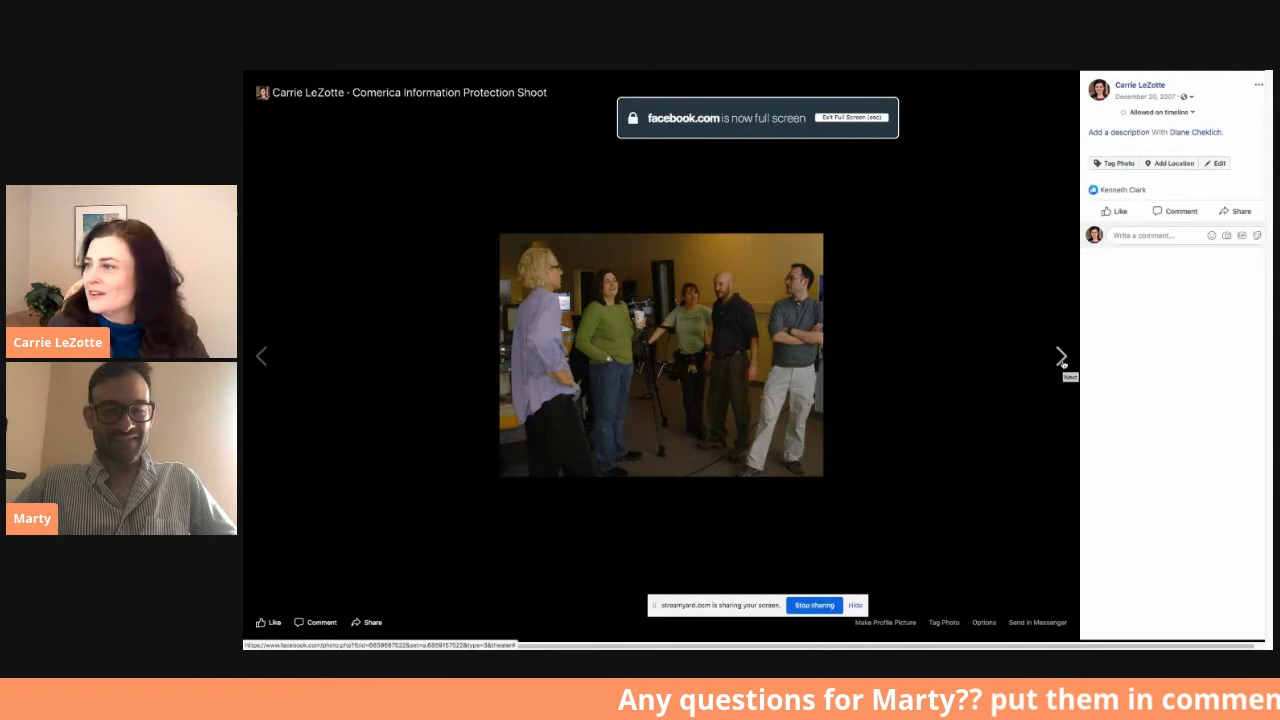 Carrie LeZotte · Comerica Information Protection Shoot
facebook.com is now full screen
Exit Full Screen (esc)
Carrie LeZotte
December 20, 2007 ·
Allowed on timeline
Add a description With Diane Cheklich.
Tag Photo
Add Location
Edit
Kenneth Clark
Like
Comment
Share
Write a comment...
Carrie LeZotte
Marty
Next
streamyard.com is sharing your screen.
Stop sharing
Hide
Like
Comment
Share
Make Profile Picture
Tag Photo
Options
Send in Messenger
Any questions for Marty?? put them in commen